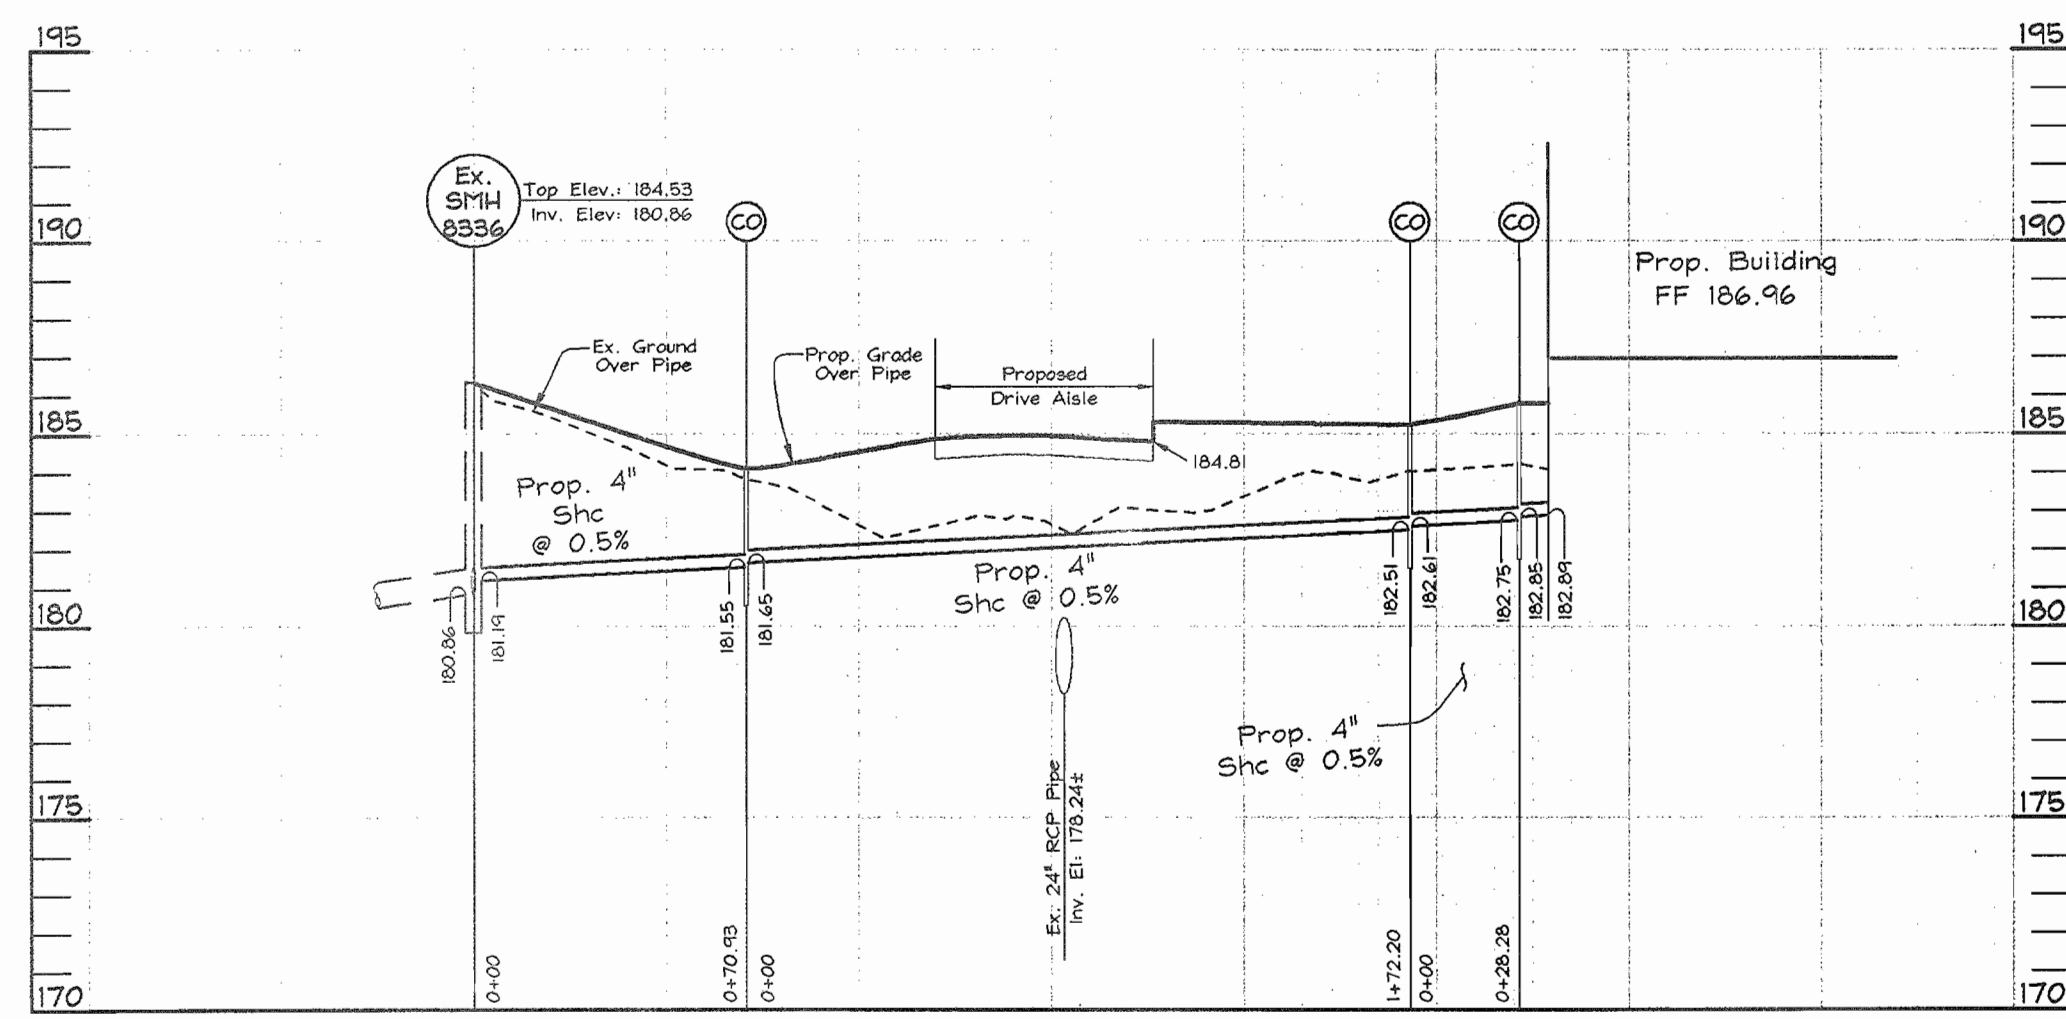 195
195
Ex.
SMH
8336
Top Elev.: 184.53
Inv. Elev: 180.86
CO
CO
CO
190
190
Prop. Building
FF 186.96
Ex. Ground
Over Pipe
Prop. Grade
Over Pipe
Proposed
Drive Aisle
185
185
184.81
Prop. 4"
Shc
@ 0.5%
Prop. 4"
Shc @ 0.5%
180
180
180.86
181.19
181.55
181.65
182.51
182.61
182.75
182.85
182.89
Prop. 4"
Shc @ 0.5%
175
175
Ex. 24" RCP Pipe
Inv. El: 178.24±
0+00
0+70.93
0+00
1+72.20
0+00
0+28.28
170
170